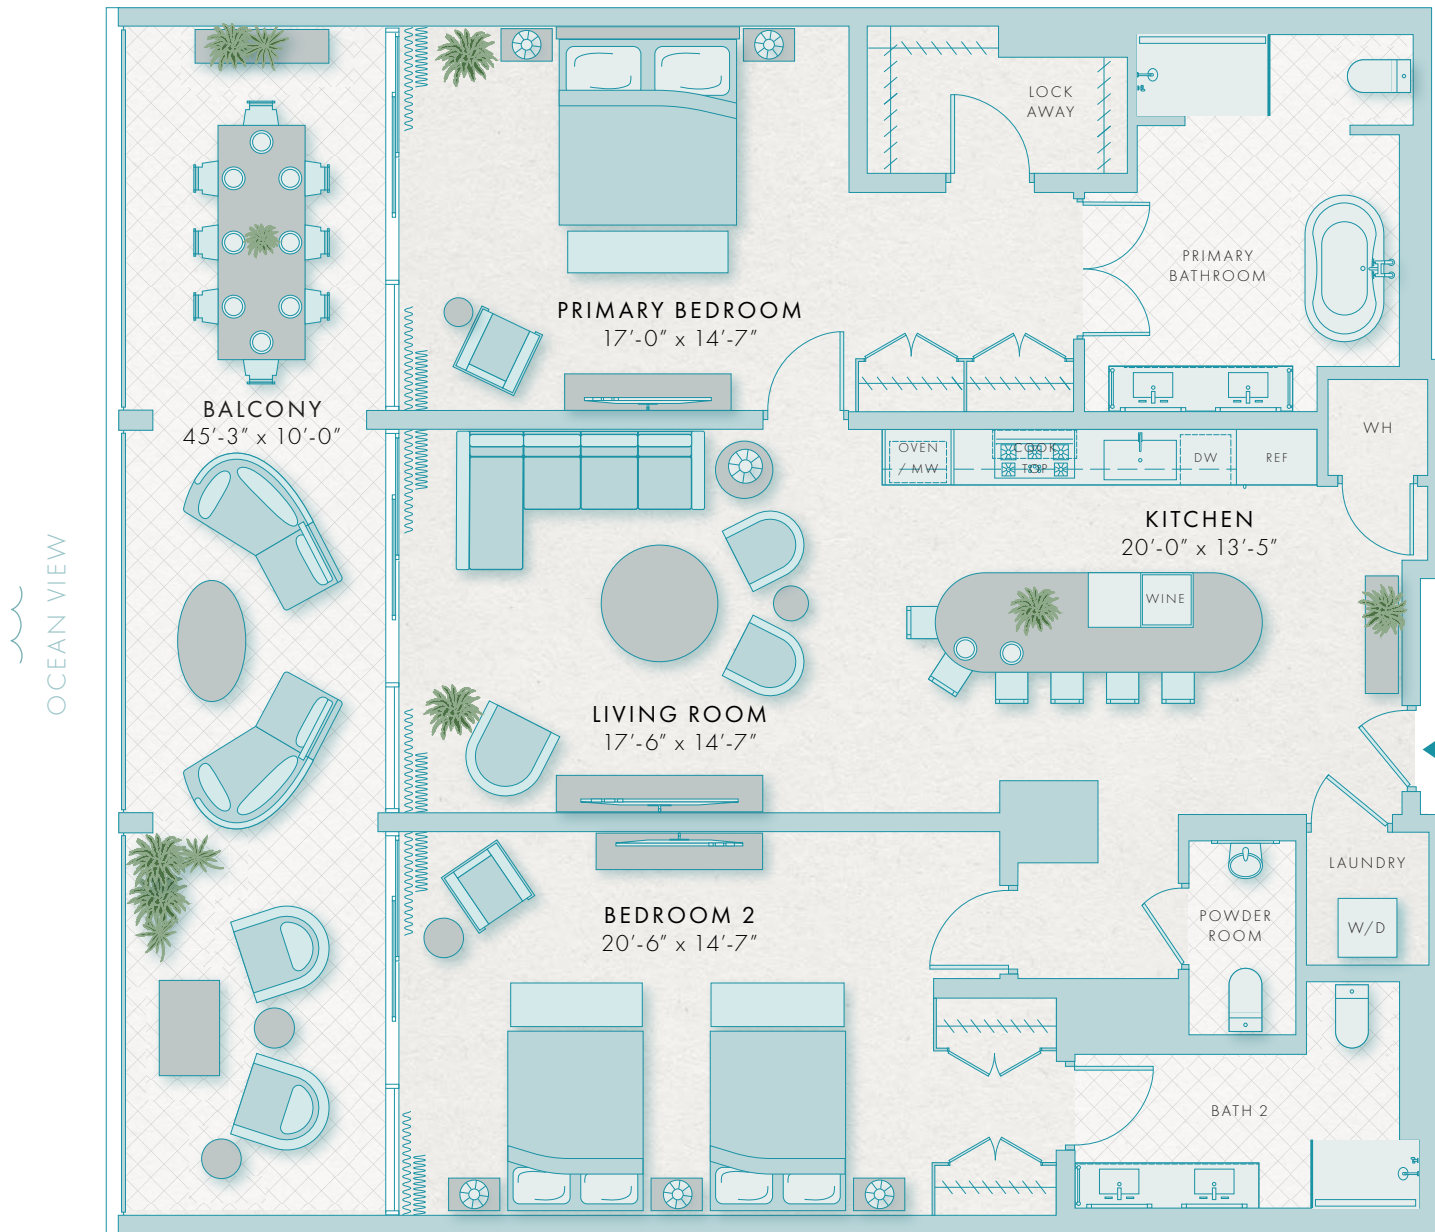 LOCK
AWAY
PRIMARY
BATHROOM
PRIMARY BEDROOM
17'-0" x 14'-7"
BALCONY
45'-3" x 10'-0"
WH
OVEN
/ MW
COOK
TOP
DW
REF
KITCHEN
20'-0" x 13'-5"
OCEAN VIEW
WINE
LIVING ROOM
17'-6" x 14'-7"
LAUNDRY
W/D
POWDER
ROOM
BEDROOM 2
20'-6" x 14'-7"
BATH 2